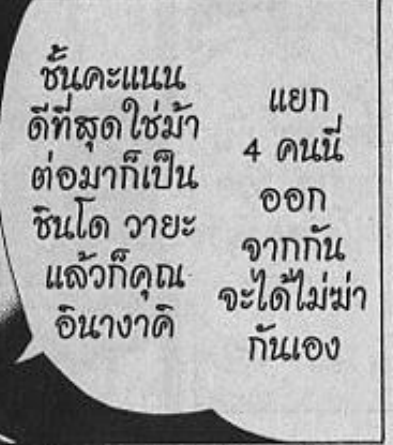 แยก
4 คนนี้
ออก
จากกัน
จะได้ไม่ฆ่า
กันเอง
ชั้นคะแนน
ดีที่สุดใช่ม้า
ต่อมาก็เป็น
ชินโด วายะ
แล้วก็คุณ
อินางาคิ